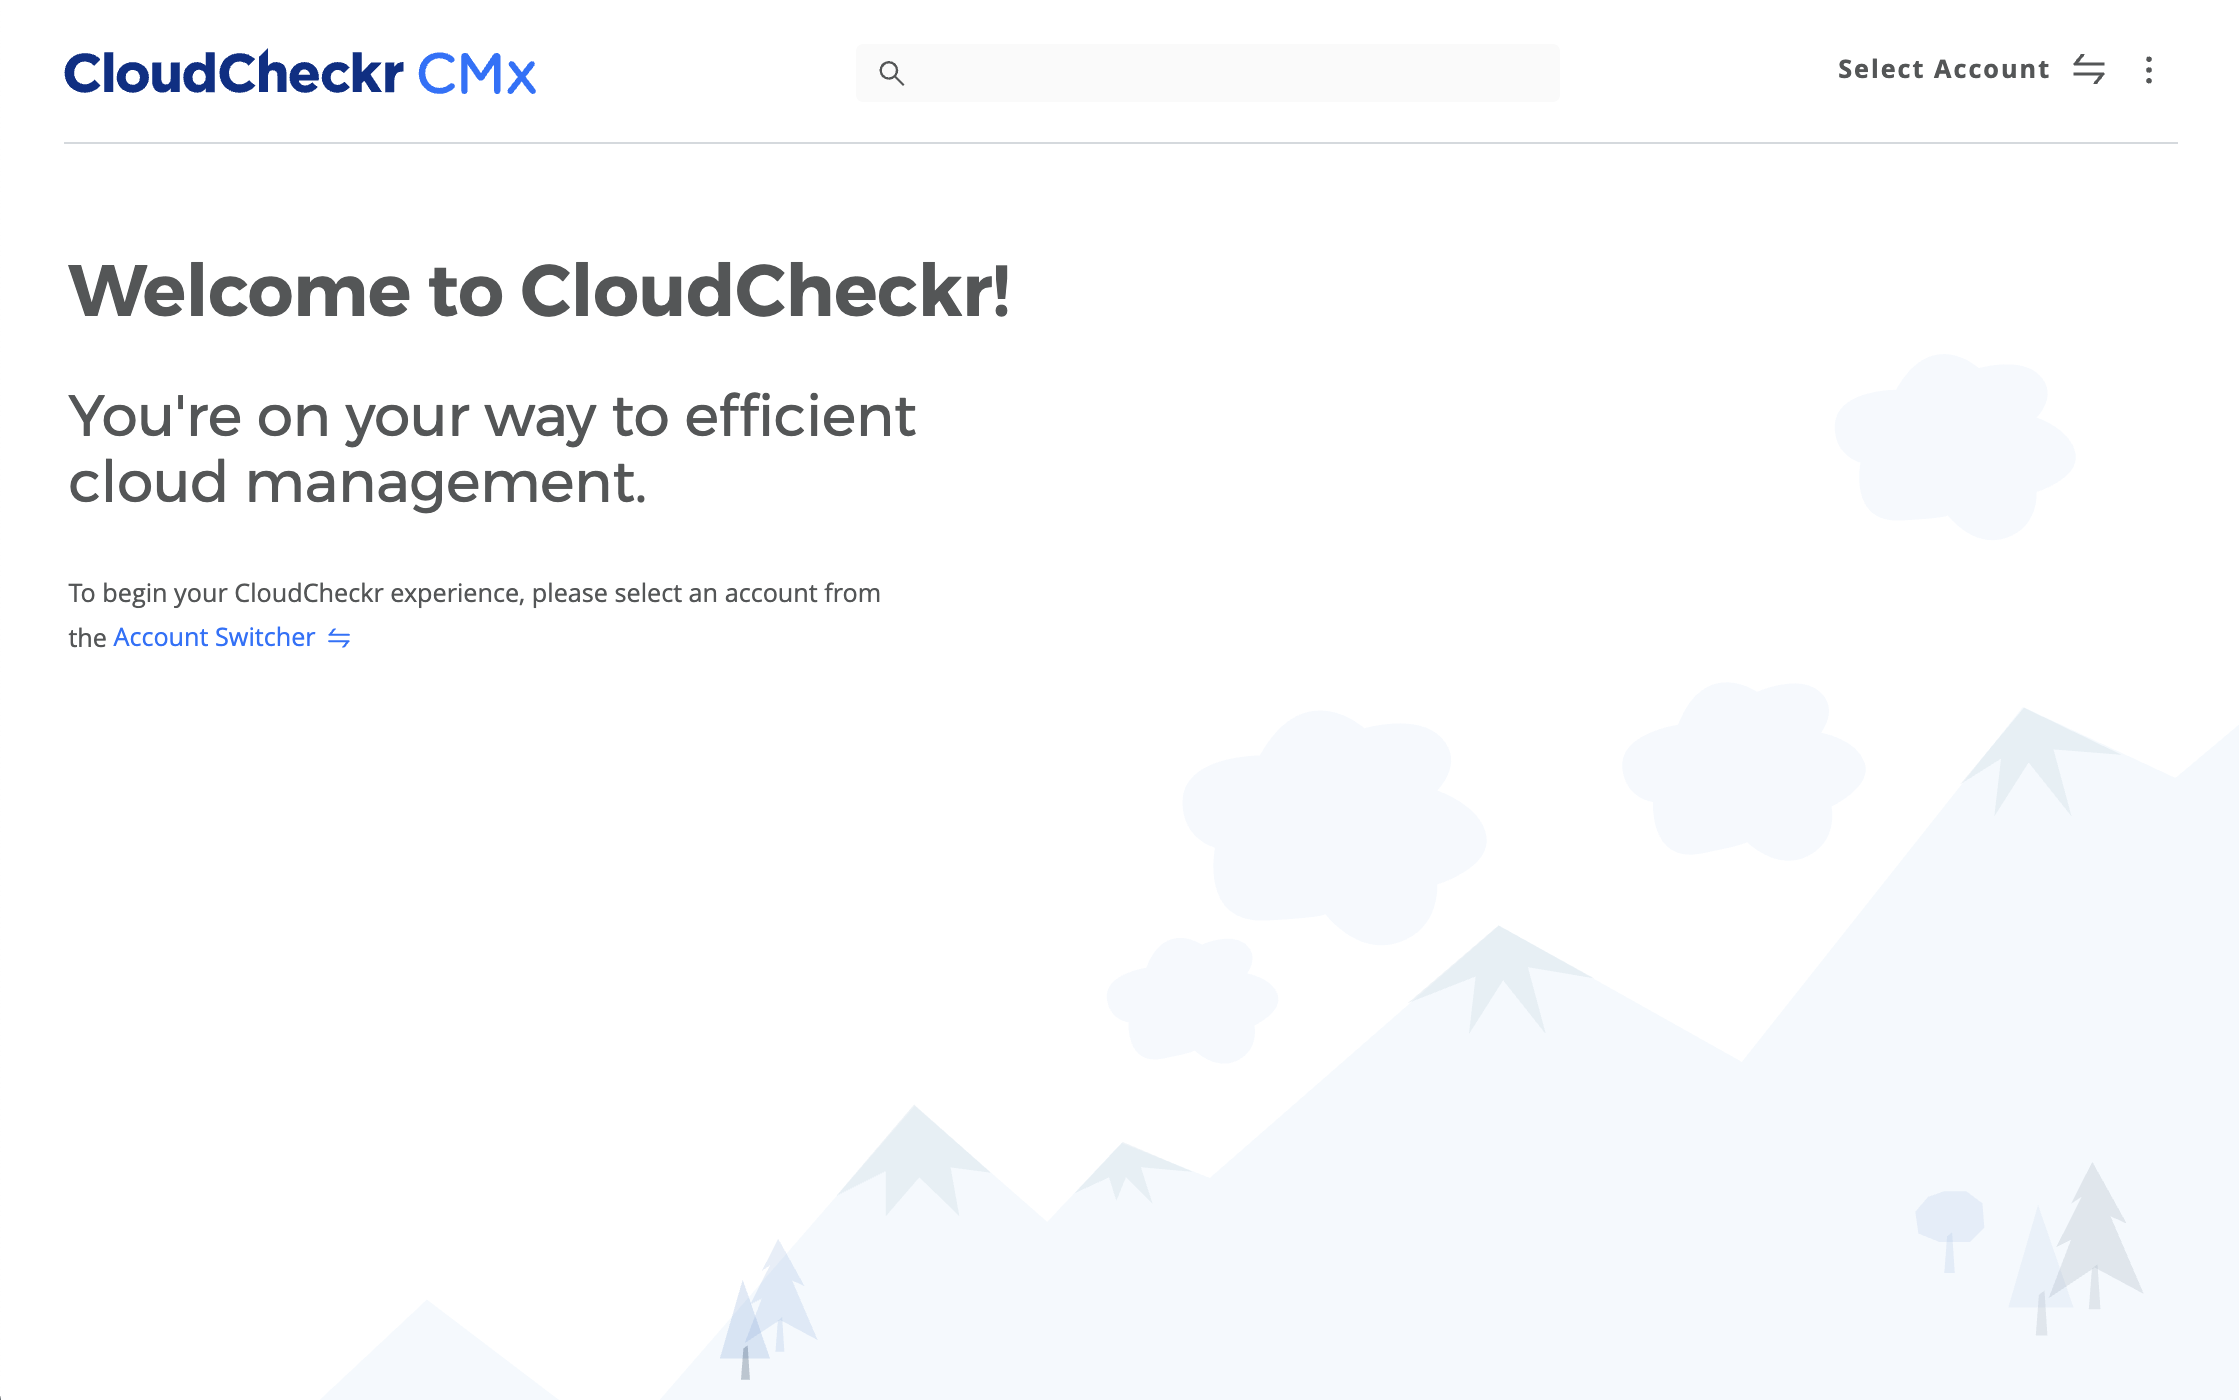 CloudCheckr CMx
Select Account
Welcome to CloudCheckr!
You're on your way to efficient
cloud management.
To begin your CloudCheckr experience, please select an account from
the Account Switcher